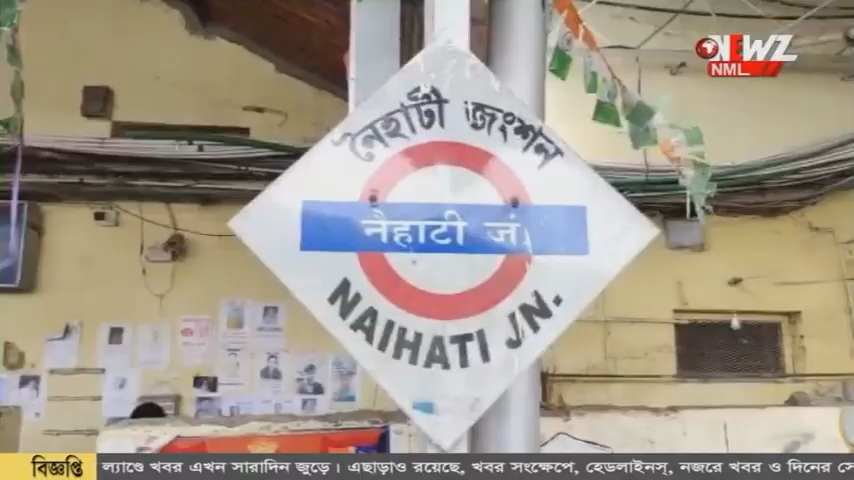 NEWZ
NML
নৈহাটী জংশন
नैहाटी जं.
NAIHATI JN.
বিজ্ঞপ্তি
ল্যাণ্ডে খবর এখন সারাদিন জুড়ে। এছাড়াও রয়েছে, খবর সংক্ষেপে, হেডলাইনস্, নজরে খবর ও দিনের সে